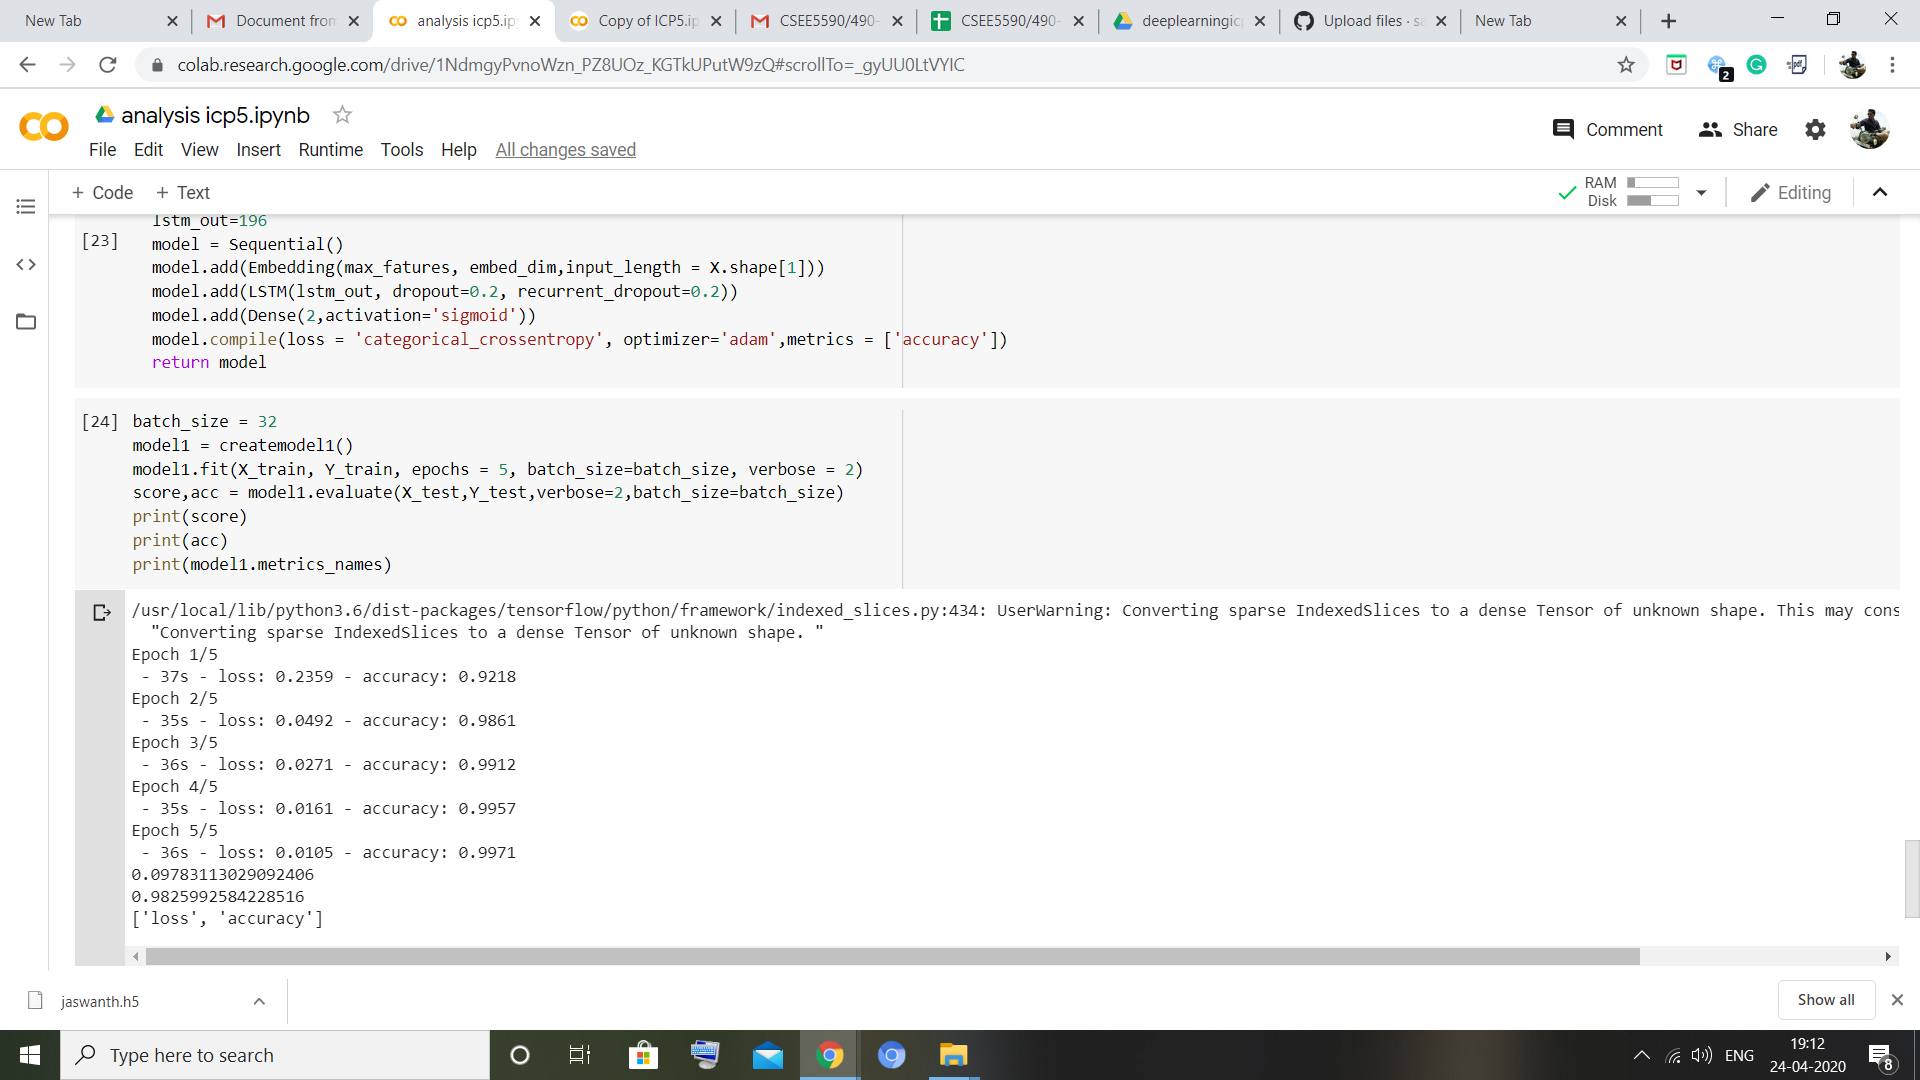 New Tab
Document from
analysis icp5.ip
Copy of ICP5.ip
CSEE5590/490-
CSEE5590/490-
deeplearningic
Upload files · sa
New Tab
colab.research.google.com/drive/1NdmgyPvnoWzn_PZ8UOz_KGTkUPutW9zQ#scrollTo=_gyUU0LtVYIC
2
analysis icp5.ipynb
Comment
Share
File Edit View Insert Runtime Tools Help All changes saved
+ Code + Text
RAM
Disk
Editing
lstm_out=196
[23]
model = Sequential()
model.add(Embedding(max_fatures, embed_dim,input_length = X.shape[1]))
model.add(LSTM(lstm_out, dropout=0.2, recurrent_dropout=0.2))
model.add(Dense(2,activation='sigmoid'))
model.compile(loss = 'categorical_crossentropy', optimizer='adam',metrics = ['accuracy'])
return model
[24] batch_size = 32
model1 = createmodel1()
model1.fit(X_train, Y_train, epochs = 5, batch_size=batch_size, verbose = 2)
score,acc = model1.evaluate(X_test,Y_test,verbose=2,batch_size=batch_size)
print(score)
print(acc)
print(model1.metrics_names)
/usr/local/lib/python3.6/dist-packages/tensorflow/python/framework/indexed_slices.py:434: UserWarning: Converting sparse IndexedSlices to a dense Tensor of unknown shape. This may cons
"Converting sparse IndexedSlices to a dense Tensor of unknown shape. "
Epoch 1/5
- 37s - loss: 0.2359 - accuracy: 0.9218
Epoch 2/5
- 35s - loss: 0.0492 - accuracy: 0.9861
Epoch 3/5
- 36s - loss: 0.0271 - accuracy: 0.9912
Epoch 4/5
- 35s - loss: 0.0161 - accuracy: 0.9957
Epoch 5/5
- 36s - loss: 0.0105 - accuracy: 0.9971
0.09783113029092406
0.9825992584228516
['loss', 'accuracy']
jaswanth.h5
Show all
Type here to search
ENG
19:12
24-04-2020
8